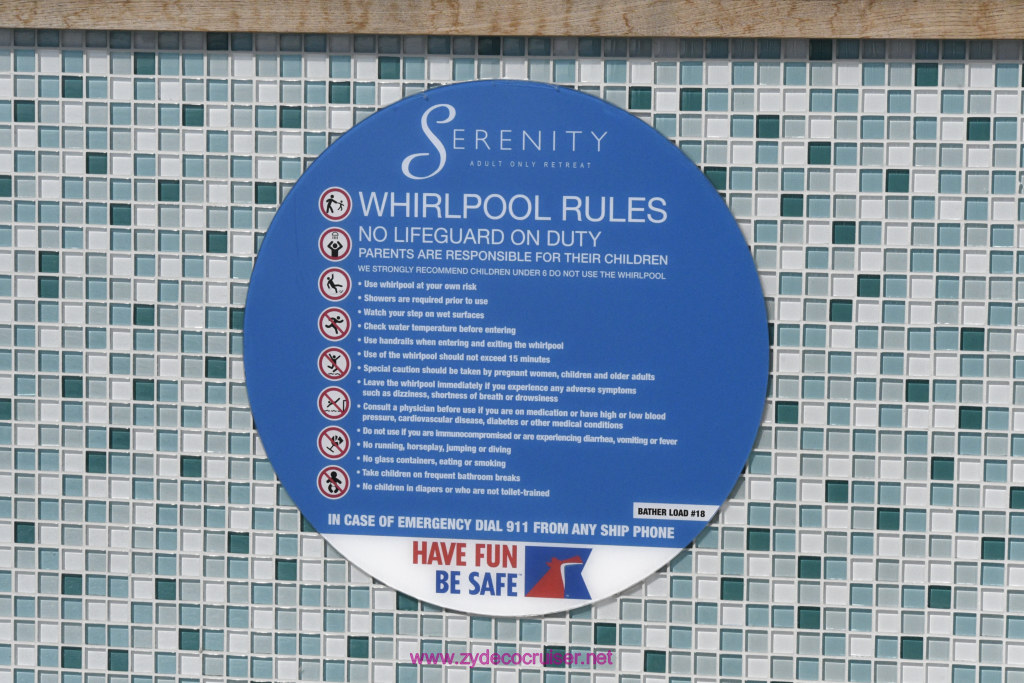 SERENITY
ADULT ONLY RETREAT
WHIRLPOOL RULES
NO LIFEGUARD ON DUTY
PARENTS ARE RESPONSIBLE FOR THEIR CHILDREN
WE STRONGLY RECOMMEND CHILDREN UNDER 6 DO NOT USE THE WHIRLPOOL
• Use whirlpool at your own risk
• Showers are required prior to use
• Watch your step on wet surfaces
• Check water temperature before entering
• Use handrails when entering and exiting the whirlpool
• Use of the whirlpool should not exceed 15 minutes
• Special caution should be taken by pregnant women, children and older adults
• Leave the whirlpool immediately if you experience any adverse symptoms
such as dizziness, shortness of breath or drowsiness
• Consult a physician before use if you are on medication or have high or low blood
pressure, cardiovascular disease, diabetes or other medical conditions
• Do not use if you are immunocompromised or are experiencing diarrhea, vomiting or fever
• No running, horseplay, jumping or diving
• No glass containers, eating or smoking
• Take children on frequent bathroom breaks
• No children in diapers or who are not toilet-trained
BATHER LOAD #18
IN CASE OF EMERGENCY DIAL 911 FROM ANY SHIP PHONE
HAVE FUN
BE SAFE
www.zydecocruiser.net